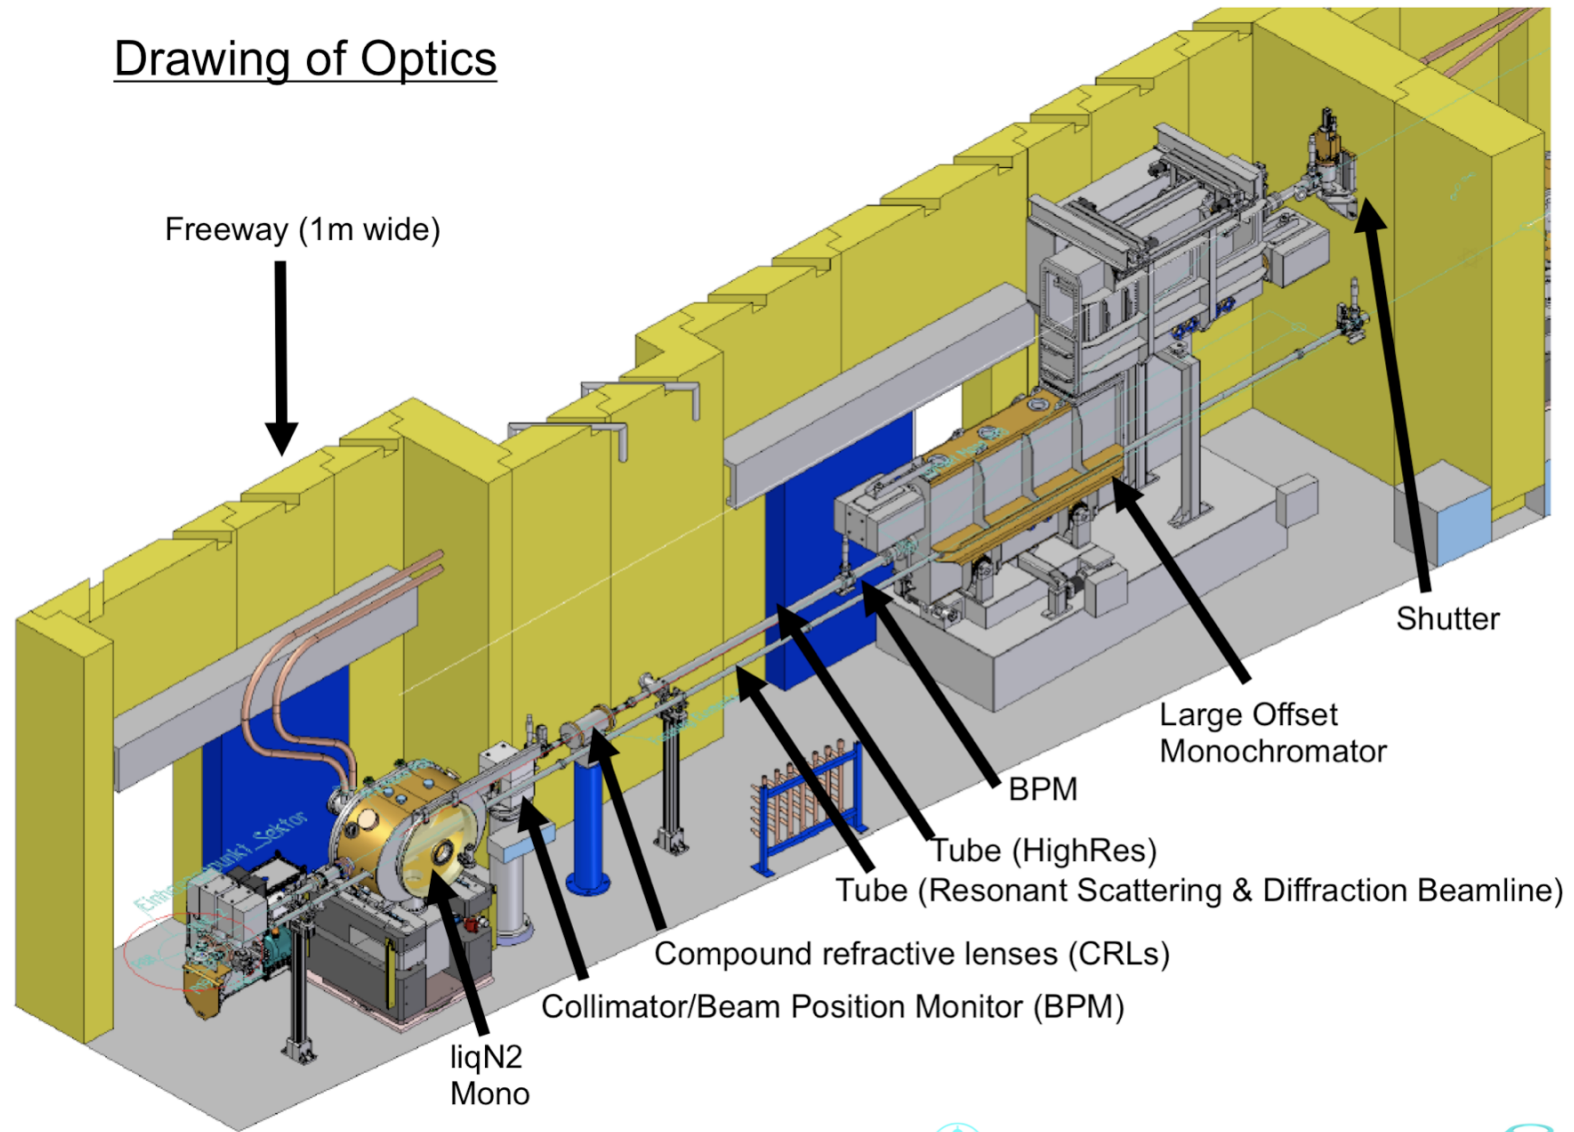 Drawing of Optics
Freeway (1m wide)
Shutter
Large Offset
Monochromator
BPM
Tube (HighRes)
Tube (Resonant Scattering & Diffraction Beamline)
Compound refractive lenses (CRLs)
Collimator/Beam Position Monitor (BPM)
liqN2
Mono